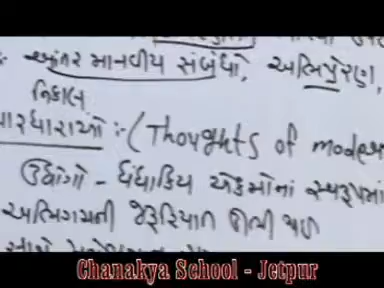 આંતર માનવીય સંબંધો, અભિપ્રેરણ,
નિકાલ
ારધારાઓ :- (Thoughts of moder
ઉદ્યોગો - ધંધાકિય એકમોનાં સ્વરૂપમાં
અભિગમની જરૂરિયાત ઊભી થઈ
Chanakya School - Jetpur